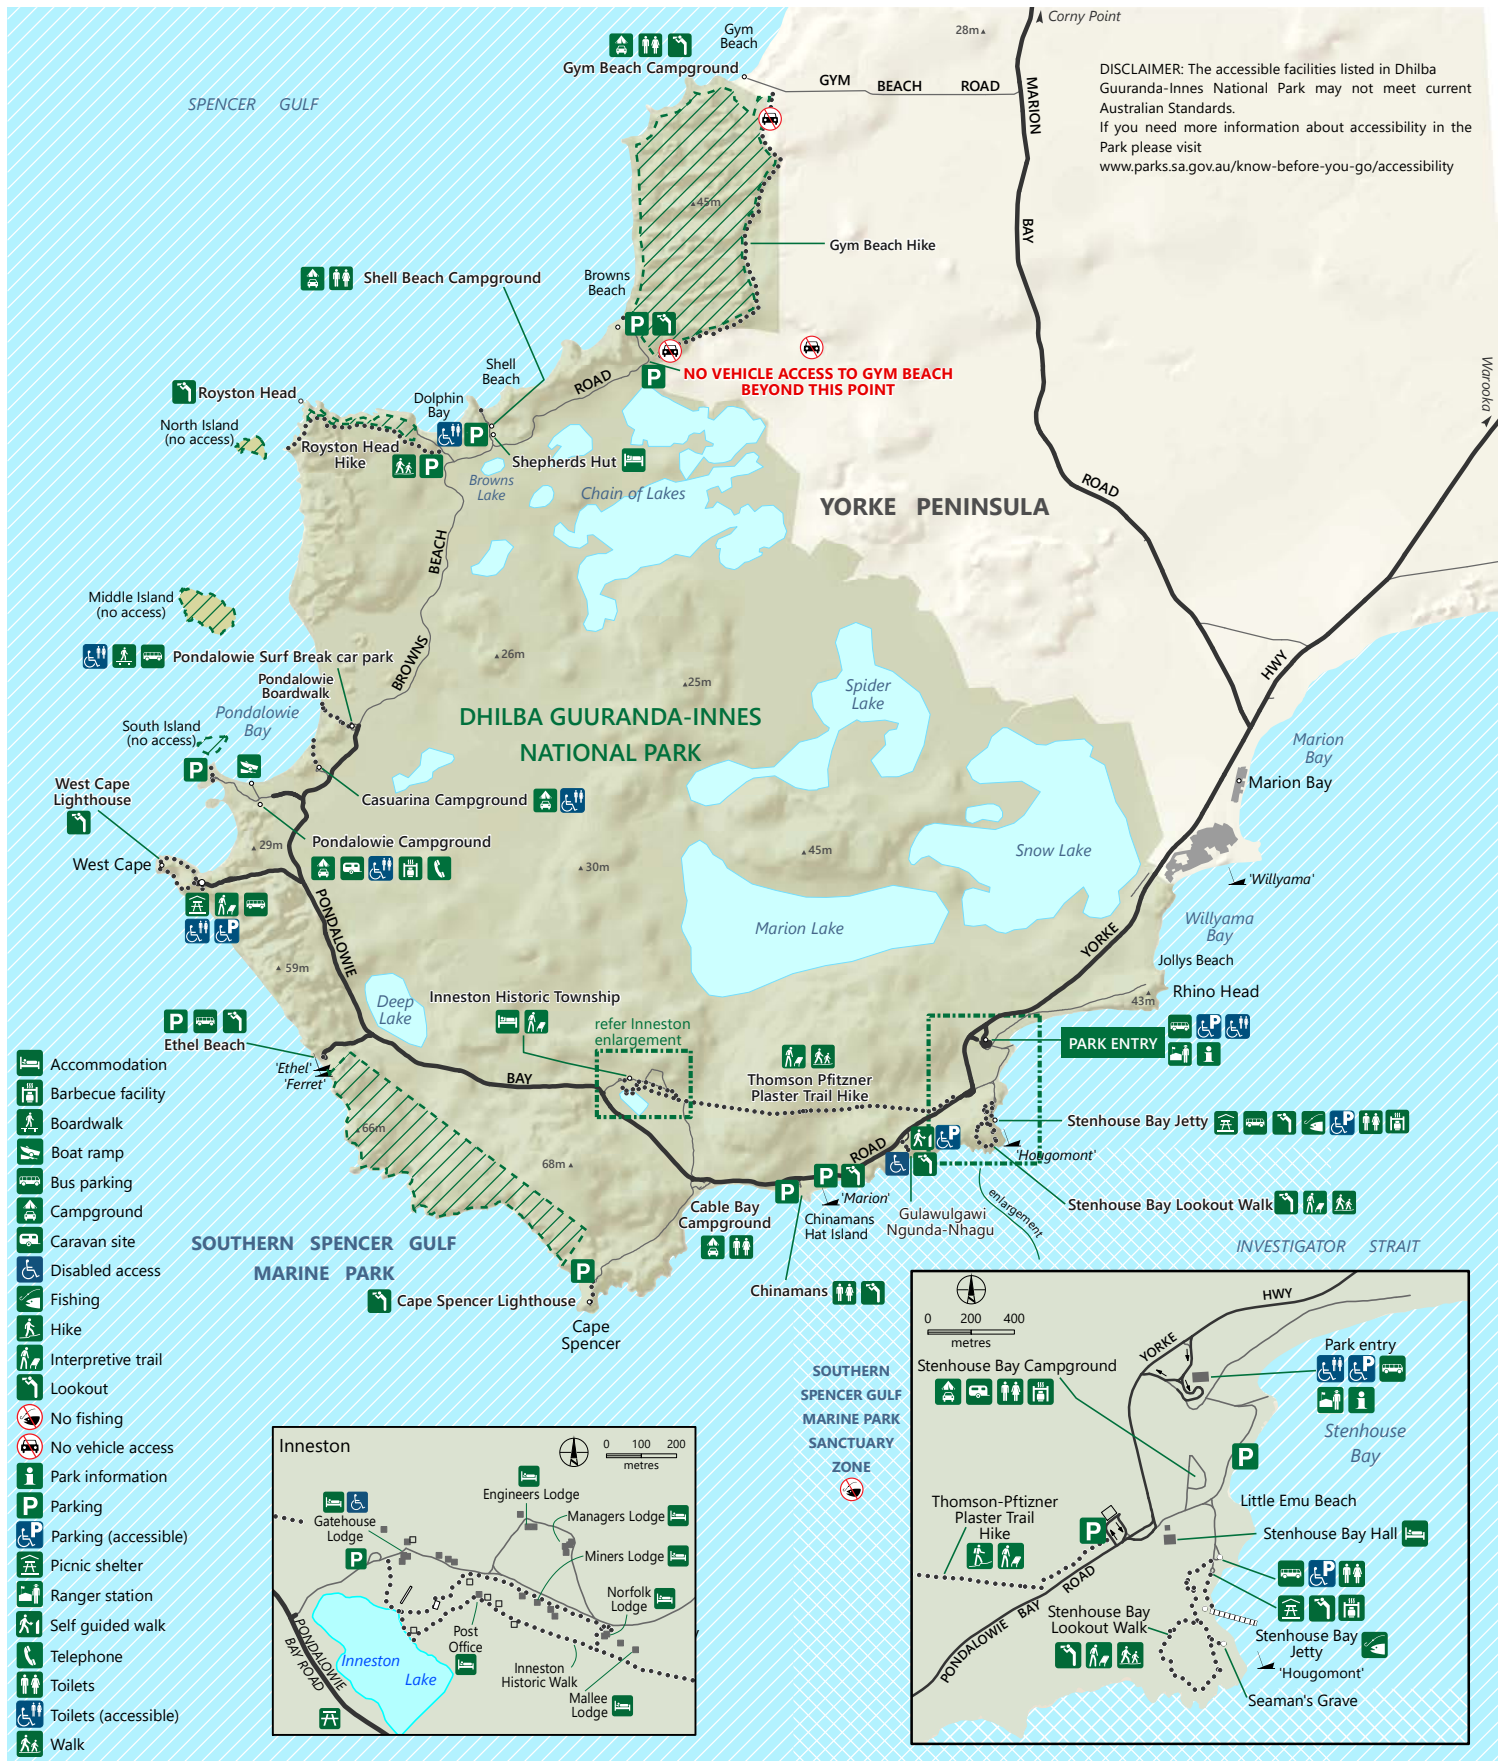 Corny Point
28m
Gym
Beach
Gym Beach Campground
GYM BEACH ROAD
MARION
BAY
ROAD
SPENCER GULF
DISCLAIMER: The accessible facilities listed in Dhilba
Guuranda-Innes National Park may not meet current
Australian Standards.
If you need more information about accessibility in the
Park please visit
www.parks.sa.gov.au/know-before-you-go/accessibility
45m
Gym Beach Hike
Browns
Beach
Shell Beach Campground
P
NO VEHICLE ACCESS TO GYM BEACH
BEYOND THIS POINT
P
Shell
Beach
ROAD
Warooka
Royston Head
North Island
(no access)
Dolphin
Bay
P
Royston Head
Hike
P
Shepherds Hut
Browns
Lake
Chain of Lakes
YORKE PENINSULA
BEACH
Middle Island
(no access)
Pondalowie Surf Break car park
Pondalowie
Boardwalk
BROWNS
26m
25m
Spider
Lake
HWY
South Island
(no access)
Pondalowie
Bay
P
DHILBA GUURANDA-INNES
NATIONAL PARK
Marion
Bay
Marion Bay
West Cape
Lighthouse
Casuarina Campground
Pondalowie Campground
29m
West Cape
30m
45m
Snow Lake
'Willyama'
P
PONDALOWIE
Marion Lake
YORKE
Willyama
Bay
Jollys Beach
59m
Rhino Head
43m
Deep
Lake
Inneston Historic Township
P
Ethel Beach
refer Inneston
enlargement
PARK ENTRY
P
i
'Ethel'
'Ferret'
BAY
Thomson Pfitzner
Plaster Trail Hike
Stenhouse Bay Jetty
P
66m
68m
ROAD
P
'Hougomont'
P
P
'Marion'
Cable Bay
Campground
Chinamans
Hat Island
Gulawulgawi
Ngunda-Nhagu
enlargement
Stenhouse Bay Lookout Walk
SOUTHERN SPENCER GULF
MARINE PARK
INVESTIGATOR STRAIT
P
Cape Spencer Lighthouse
Chinamans
Cape
Spencer
SOUTHERN
SPENCER GULF
MARINE PARK
SANCTUARY
ZONE
Accommodation
Barbecue facility
Boardwalk
Boat ramp
Bus parking
Campground
Caravan site
Disabled access
Fishing
Hike
Interpretive trail
Lookout
No fishing
No vehicle access
i Park information
P Parking
P Parking (accessible)
Picnic shelter
Ranger station
Self guided walk
Telephone
Toilets
Toilets (accessible)
Walk
Inneston
0 100 200
metres
Engineers Lodge
Gatehouse
Lodge
Managers Lodge
P
Miners Lodge
Norfolk
Lodge
Post
Office
Inneston
Historic Walk
Mallee
Lodge
Inneston
Lake
PONDALOWIE
BAY ROAD
0 200 400
metres
HWY
YORKE
Park entry
P
i
Stenhouse Bay Campground
Stenhouse
Bay
P
Little Emu Beach
Thomson-Pftizner
Plaster Trail
Hike
P
Stenhouse Bay Hall
P
PONDALOWIE BAY ROAD
Stenhouse Bay
Lookout Walk
Stenhouse Bay
Jetty
'Hougomont'
Seaman's Grave